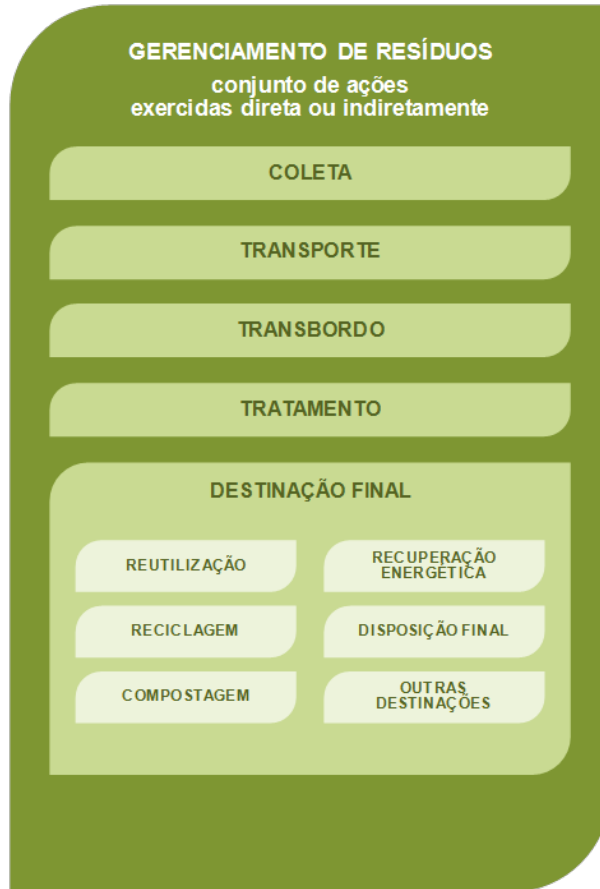 GERENCIAMENTO DE RESÍDUOS
conjunto de ações
exercidas direta ou indiretamente
COLETA
TRANSPORTE
TRANSBORDO
TRATAMENTO
DESTINAÇÃO FINAL
REUTILIZAÇÃO
RECUPERAÇÃO
ENERGÉTICA
RECICLAGEM
DISPOSIÇÃO FINAL
COMPOSTAGEM
OUTRAS
DESTINAÇÕES